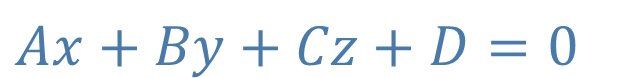 Ax + By + Cz + D = 0